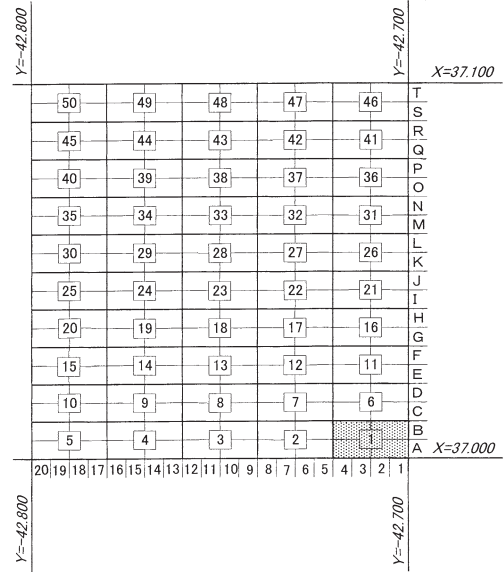 Y=-42.800
Y=-42.700
X=37.100
50 49 48 47 46 T
S
45 44 43 42 41 R
Q
40 39 38 37 36 P
O
35 34 33 32 31 N
M
30 29 28 27 26 L
K
25 24 23 22 21 J
I
20 19 18 17 16 H
G
15 14 13 12 11 F
E
10 9 8 7 6 D
C
5 4 3 2 1 B
A X=37.000
20 19 18 17 16 15 14 13 12 11 10 9 8 7 6 5 4 3 2 1
Y=-42.800
Y=-42.700